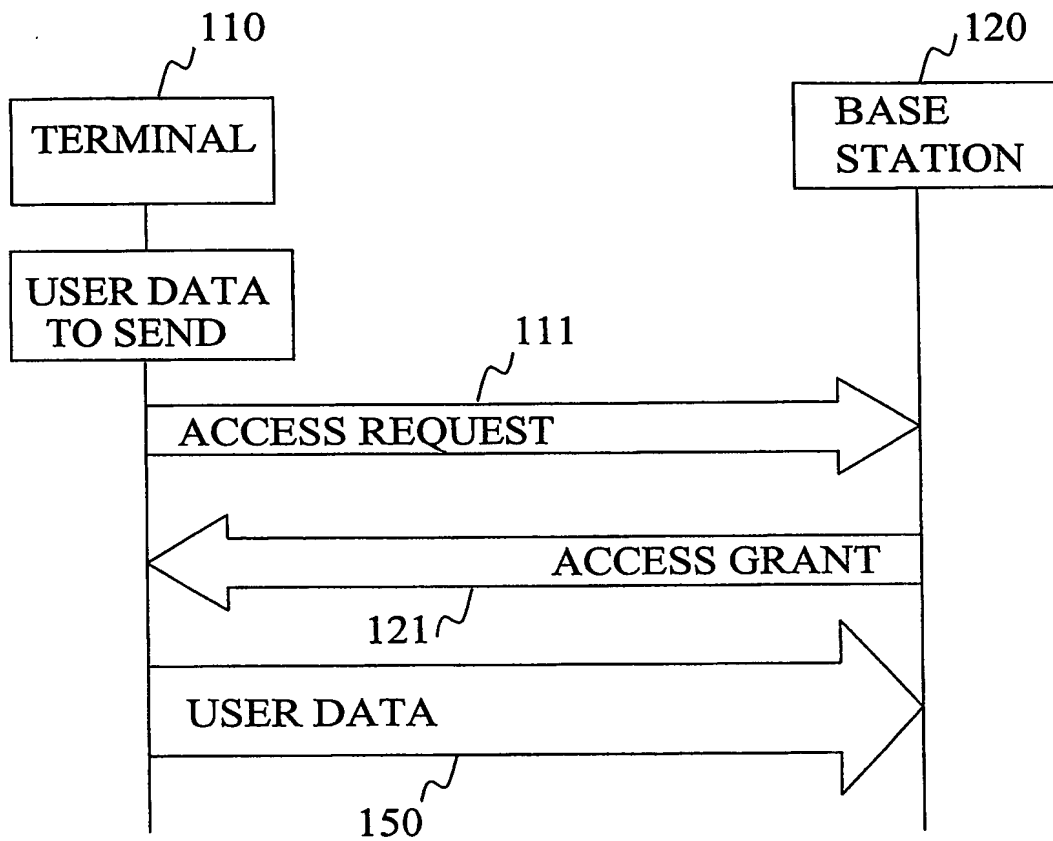 110
120
TERMINAL
BASE
STATION
USER DATA
TO SEND
111
ACCESS REQUEST
ACCESS GRANT
121
USER DATA
150